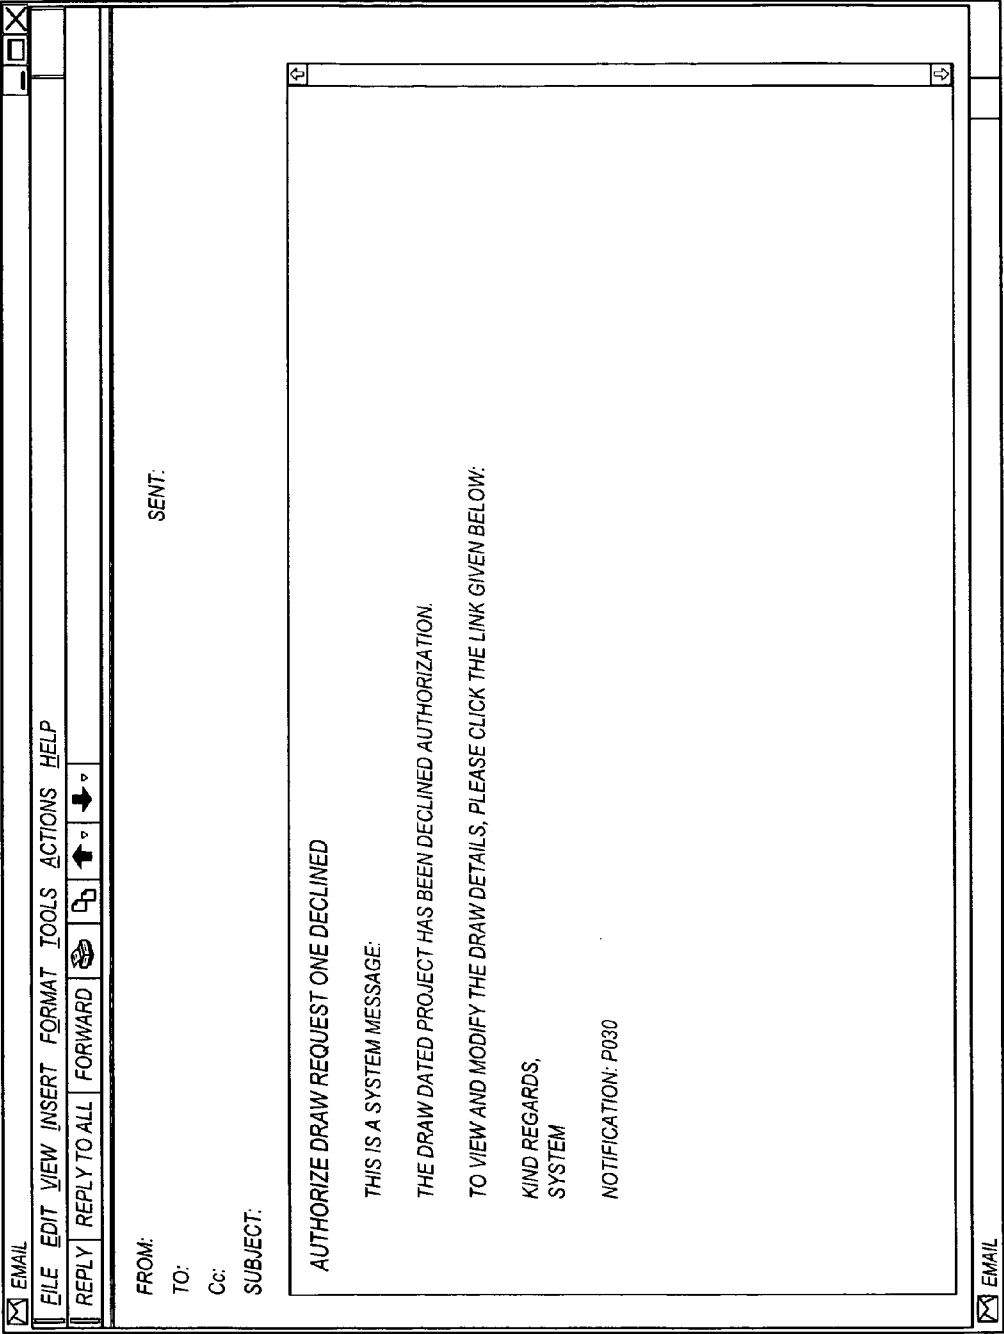 EMAIL
FILE EDIT VIEW INSERT FORMAT TOOLS ACTIONS HELP
REPLY REPLY TO ALL FORWARD
FROM:
SENT:
TO:
Cc:
SUBJECT:
AUTHORIZE DRAW REQUEST ONE DECLINED
THIS IS A SYSTEM MESSAGE:
THE DRAW DATED PROJECT HAS BEEN DECLINED AUTHORIZATION.
TO VIEW AND MODIFY THE DRAW DETAILS, PLEASE CLICK THE LINK GIVEN BELOW:
KIND REGARDS,
SYSTEM
NOTIFICATION: P030
EMAIL